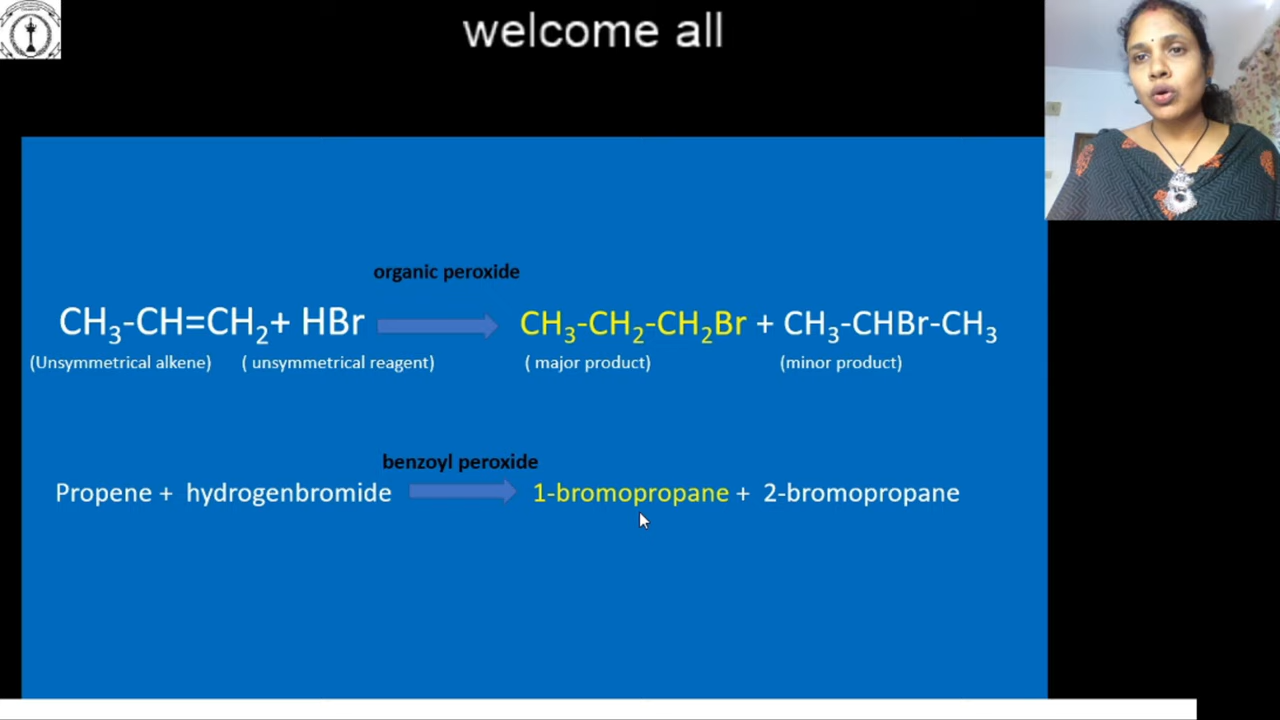 welcome all
organic peroxide
CH₃-CH=CH₂+ HBr CH₃-CH₂-CH₂Br + CH₃-CHBr-CH₃
(Unsymmetrical alkene) ( unsymmetrical reagent) ( major product) (minor product)
benzoyl peroxide
Propene + hydrogenbromide 1-bromopropane + 2-bromopropane